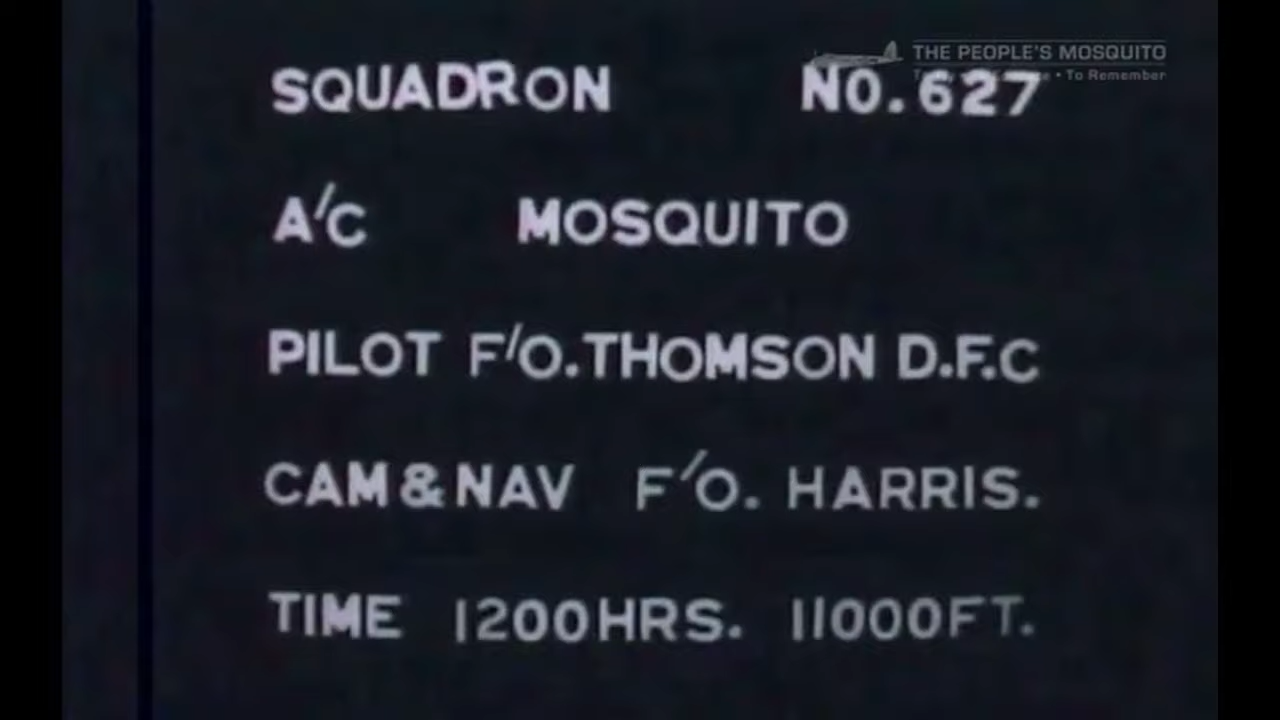 THE PEOPLE'S MOSQUITO
To Remember
SQUADRON NO.627
A/C MOSQUITO
PILOT F/O.THOMSON D.F.C
CAM & NAV F/O. HARRIS.
TIME 1200HRS. 11000FT.